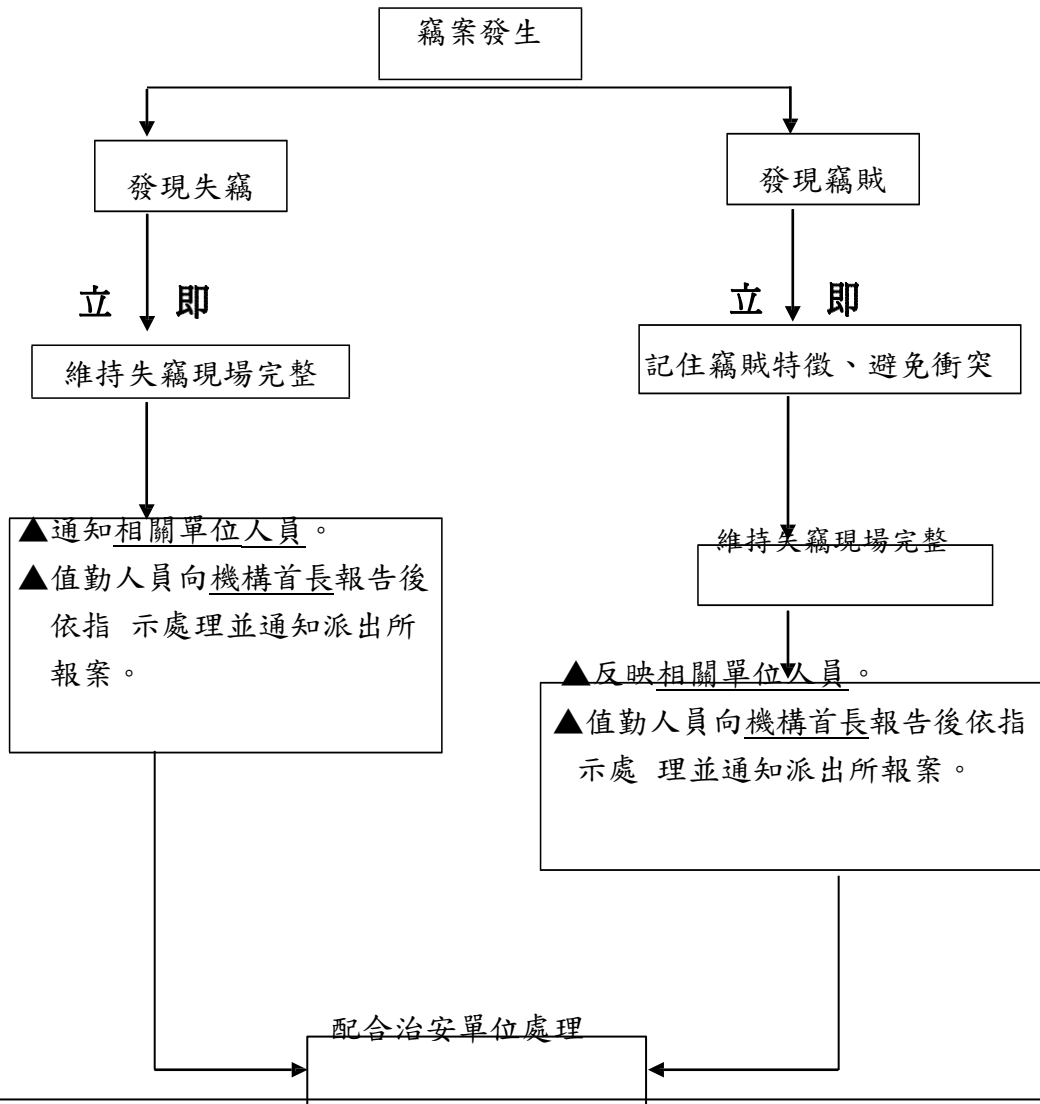 竊案發生
發現失竊
發現竊賊
立 即
立 即
維持失竊現場完整
記住竊賊特徵、避免衝突
▲通知相關單位人員。
▲值勤人員向機構首長報告後
依指 示處理並通知派出所
報案。
維持失竊現場完整
▲反映相關單位人員。
▲值勤人員向機構首長報告後依指
示處 理並通知派出所報案。
配合治安單位處理